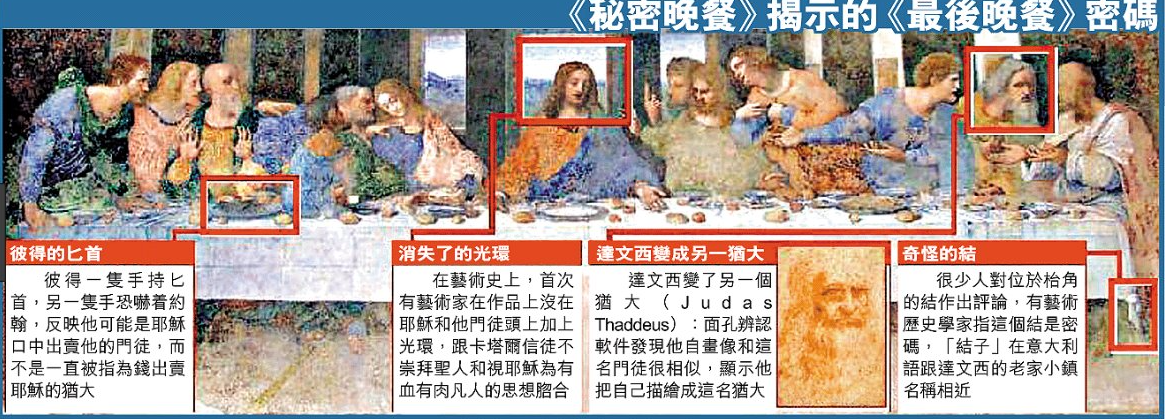 《秘密晚餐》揭示的《最後晚餐》密碼
彼得的匕首
彼得一隻手持匕
首，另一隻手恐嚇着約
翰，反映他可能是耶穌
口中出賣他的門徒，而
不是一直被指為錢出賣
耶穌的猶大
消失了的光環
在藝術史上，首次
有藝術家在作品上沒在
耶穌和他門徒頭上加上
光環，跟卡塔爾信徒不
崇拜聖人和視耶穌為有
血有肉凡人的思想脗合
達文西變成另一猶大
達文西變了另一個
猶大（Judas
Thaddeus）：面孔辨認
軟件發現他自畫像和這
名門徒很相似，顯示他
把自己描繪成這名猶大
奇怪的結
很少人對位於枱角
的結作出評論，有藝術
歷史學家指這個結是密
碼，「結子」在意大利
語跟達文西的老家小鎮
名稱相近